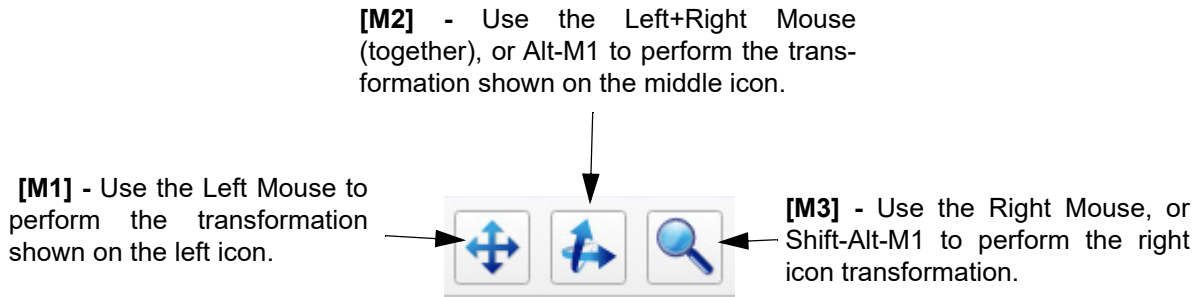 [M2] - Use the Left+Right Mouse
(together), or Alt-M1 to perform the trans-
formation shown on the middle icon.
[M1] - Use the Left Mouse to
perform the transformation
shown on the left icon.
[M3] - Use the Right Mouse, or
Shift-Alt-M1 to perform the right
icon transformation.